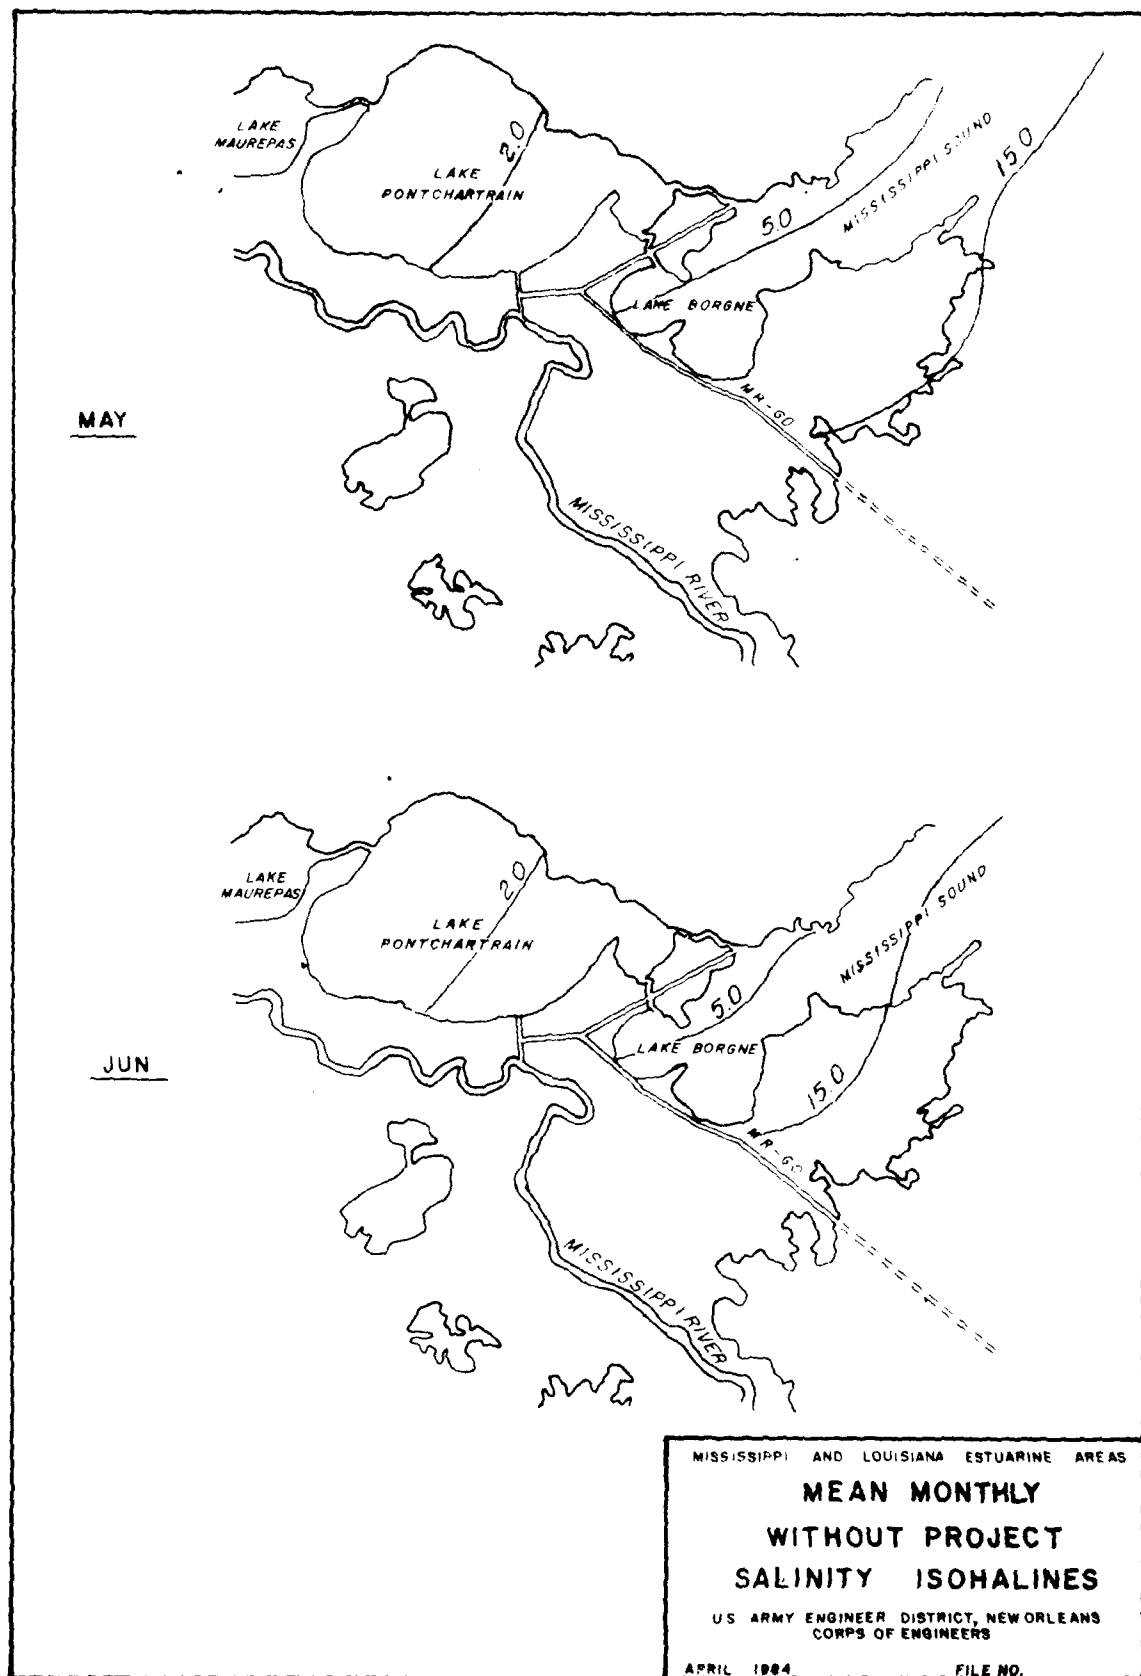 MAY
LAKE
MAUREPAS
LAKE
PONTCHARTRAIN
2.0
5.0
MISSISSIPPI SOUND
15.0
LAKE BORGNE
MR-GO
MISSISSIPPI RIVER
JUN
LAKE
MAUREPAS
LAKE
PONTCHARTRAIN
2.0
5.0
MISSISSIPPI SOUND
15.0
LAKE BORGNE
MR-GO
MISSISSIPPI RIVER
MISSISSIPPI AND LOUISIANA ESTUARINE AREAS
MEAN MONTHLY
WITHOUT PROJECT
SALINITY ISOHALINES
US ARMY ENGINEER DISTRICT, NEW ORLEANS
CORPS OF ENGINEERS
APRIL 1984 FILE NO.